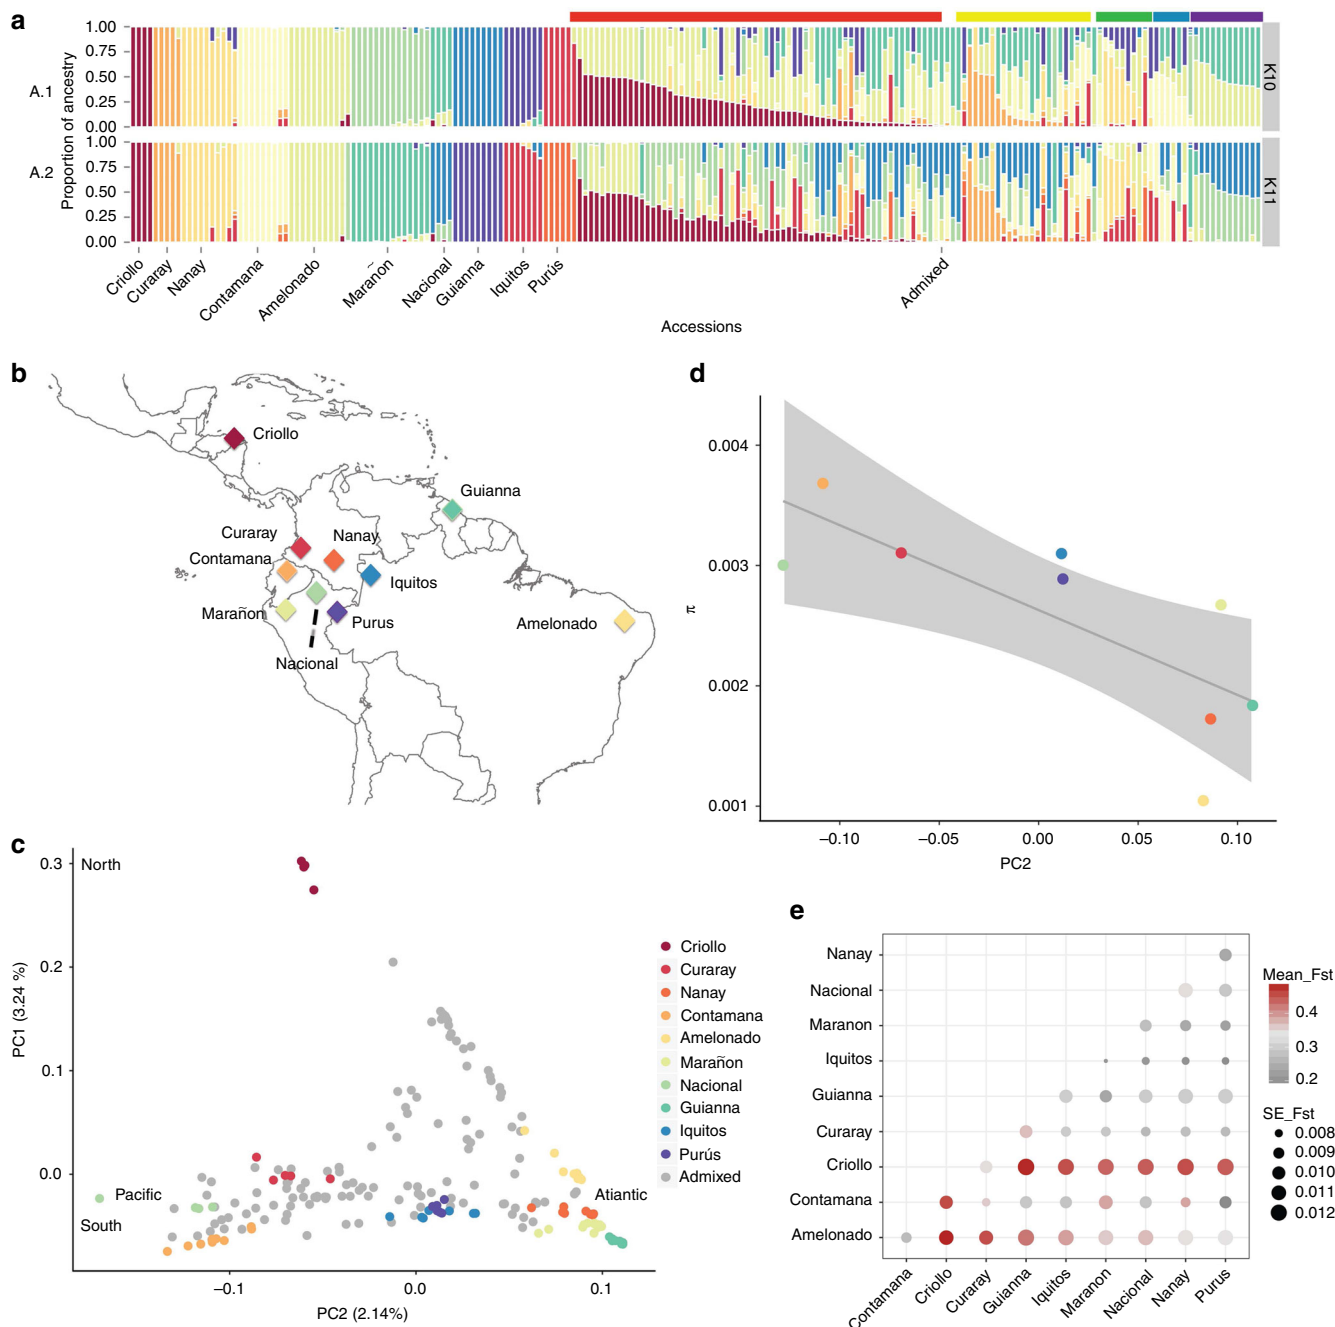 a
A.1
A.2
Proportion of ancestry
1.00
0.75
0.50
0.25
0.00
K10
1.00
0.75
0.50
0.25
0.00
K11
Criollo
Curaray
Nanay
Contamana
Amelonado
Marañon
Nacional
Guianna
Iquitos
Purús
Admixed
Accessions
b
Criollo
Guianna
Curaray
Nanay
Contamana
Iquitos
Marañon
Purus
Amelonado
Nacional
c
PC1 (3.24 %)
0.3
0.2
0.1
0.0
North
Pacific
South
Atlantic
−0.1
0.0
0.1
PC2 (2.14%)
Criollo
Curaray
Nanay
Contamana
Amelonado
Marañon
Nacional
Guianna
Iquitos
Purús
Admixed
d
π
0.004
0.003
0.002
0.001
−0.10
−0.05
0.00
0.05
0.10
PC2
e
Nanay
Nacional
Maranon
Iquitos
Guianna
Curaray
Criollo
Contamana
Amelonado
Contamana
Criollo
Curaray
Guianna
Iquitos
Maranon
Nacional
Nanay
Purus
Mean_Fst
0.4
0.3
0.2
SE_Fst
0.008
0.009
0.010
0.011
0.012